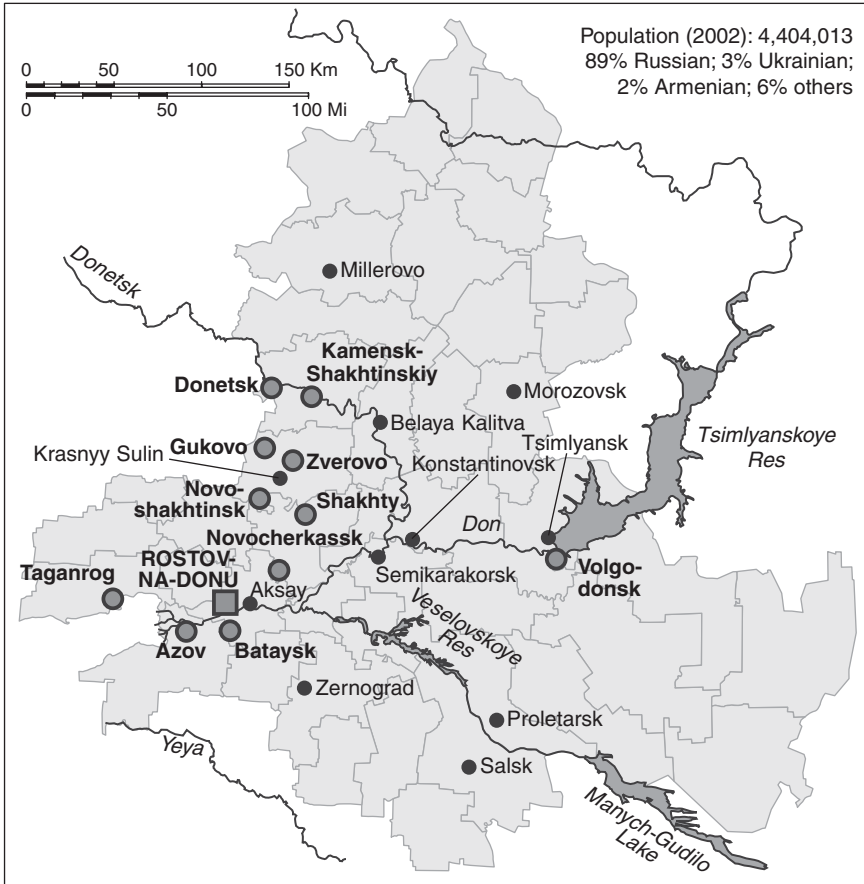 Population (2002): 4,404,013
89% Russian; 3% Ukrainian;
2% Armenian; 6% others
0 50 100 150 Km
0 50 100 Mi
Donetsk
Millerovo
Kamensk-
Shakhtinskiy
Donetsk
Morozovsk
Belaya Kalitva
Tsimlyansk
Tsimlyanskoye
Res
Gukovo
Krasnyy Sulin
Zverovo
Konstantinovsk
Novo-
shakhtinsk
Shakhty
Don
Novocherkassk
ROSTOV-
NA-DONU
Taganrog
Aksay
Semikarakorsk
Volgo-
donsk
Veselovskoye
Res
Azov
Bataysk
Zernograd
Proletarsk
Yeya
Salsk
Manych-Gudilo
Lake